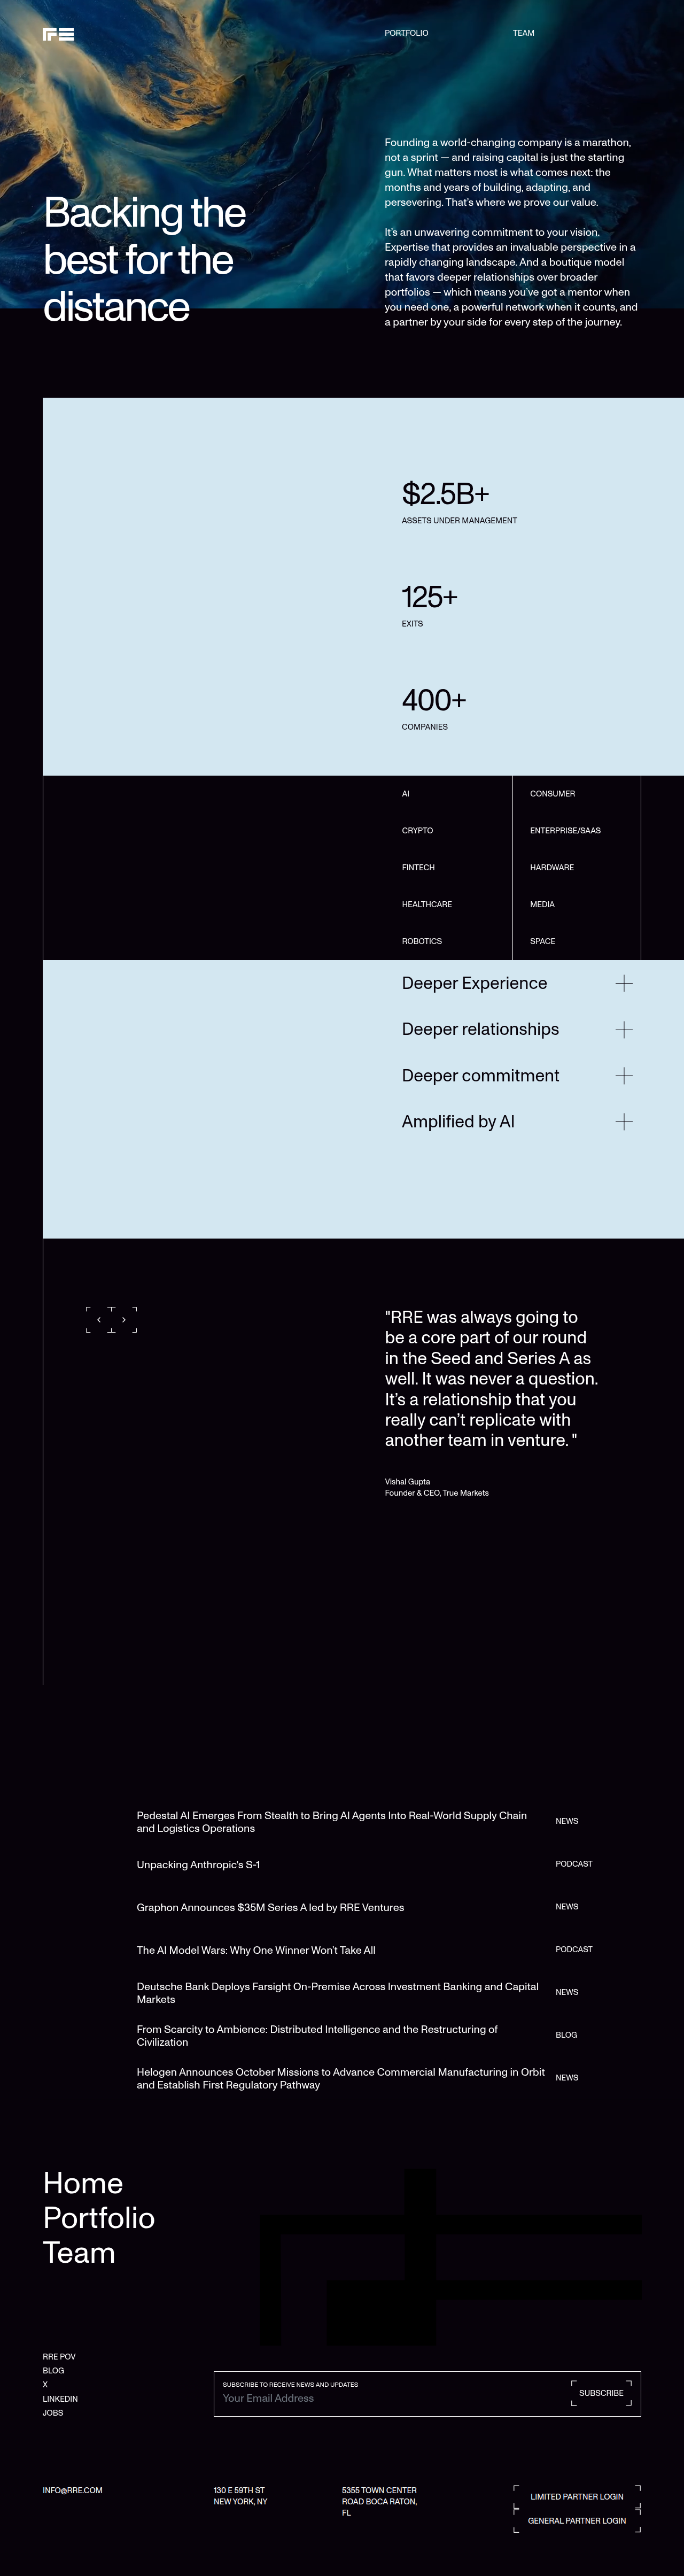 RRE
PORTFOLIO
TEAM
Backing the
best for the
distance
Founding a world-changing company is a marathon,
not a sprint — and raising capital is just the starting
gun. What matters most is what comes next: the
months and years of building, adapting, and
persevering. That's where we prove our value.
It's an unwavering commitment to your vision.
Expertise that provides an invaluable perspective in a
rapidly changing landscape. And a boutique model
that favors deeper relationships over broader
portfolios — which means you've got a mentor when
you need one, a powerful network when it counts, and
a partner by your side for every step of the journey.
$2.5B+
ASSETS UNDER MANAGEMENT
125+
EXITS
400+
COMPANIES
AI
CONSUMER
CRYPTO
ENTERPRISE/SAAS
FINTECH
HARDWARE
HEALTHCARE
MEDIA
ROBOTICS
SPACE
Deeper Experience
Deeper relationships
Deeper commitment
Amplified by AI
"RRE was always going to
be a core part of our round
in the Seed and Series A as
well. It was never a question.
It's a relationship that you
really can't replicate with
another team in venture. "
Vishal Gupta
Founder & CEO, True Markets
Pedestal AI Emerges From Stealth to Bring AI Agents Into Real-World Supply Chain
and Logistics Operations
NEWS
Unpacking Anthropic's S-1
PODCAST
Graphon Announces $35M Series A led by RRE Ventures
NEWS
The AI Model Wars: Why One Winner Won't Take All
PODCAST
Deutsche Bank Deploys Farsight On-Premise Across Investment Banking and Capital
Markets
NEWS
From Scarcity to Ambience: Distributed Intelligence and the Restructuring of
Civilization
BLOG
Helogen Announces October Missions to Advance Commercial Manufacturing in Orbit
and Establish First Regulatory Pathway
NEWS
Home
Portfolio
Team
RRE POV
BLOG
X
LINKEDIN
JOBS
SUBSCRIBE TO RECEIVE NEWS AND UPDATES
Your Email Address
SUBSCRIBE
INFO@RRE.COM
130 E 59TH ST
NEW YORK, NY
5355 TOWN CENTER
ROAD BOCA RATON,
FL
LIMITED PARTNER LOGIN
GENERAL PARTNER LOGIN